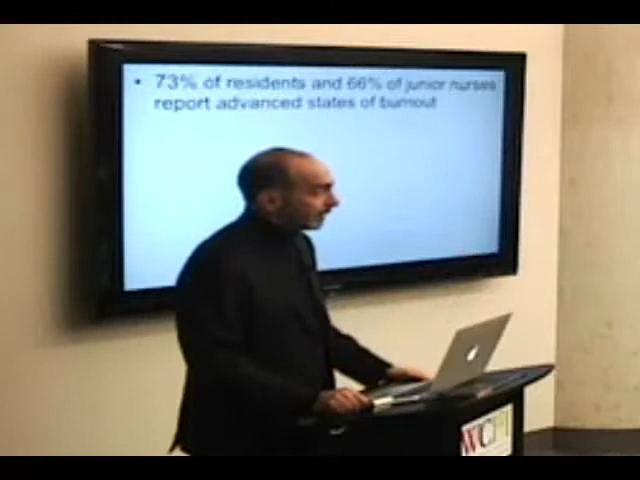 • 73% of residents and 66% of junior nurses
report advanced states of burnout